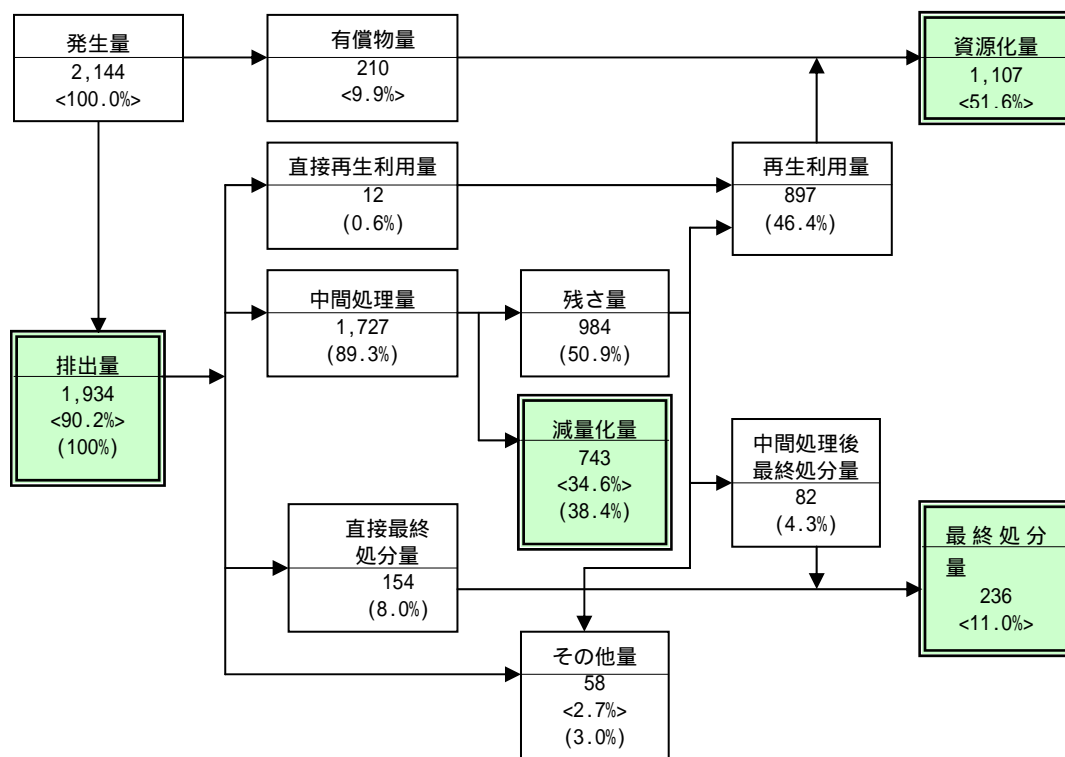 発生量
2,144
<100.0%>
有償物量
210
<9.9%>
資源化量
1,107
<51.6%>
直接再生利用量
12
(0.6%)
再生利用量
897
(46.4%)
中間処理量
1,727
(89.3%)
残さ量
984
(50.9%)
排出量
1,934
<90.2%>
(100%)
減量化量
743
<34.6%>
(38.4%)
中間処理後
最終処分量
82
(4.3%)
直接最終
処分量
154
(8.0%)
最終処分
量
236
<11.0%>
その他量
58
<2.7%>
(3.0%)